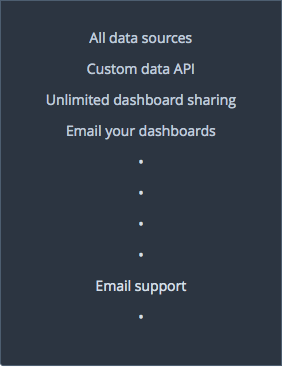 All data sources
Custom data API
Unlimited dashboard sharing
Email your dashboards
•
•
•
•
Email support
•